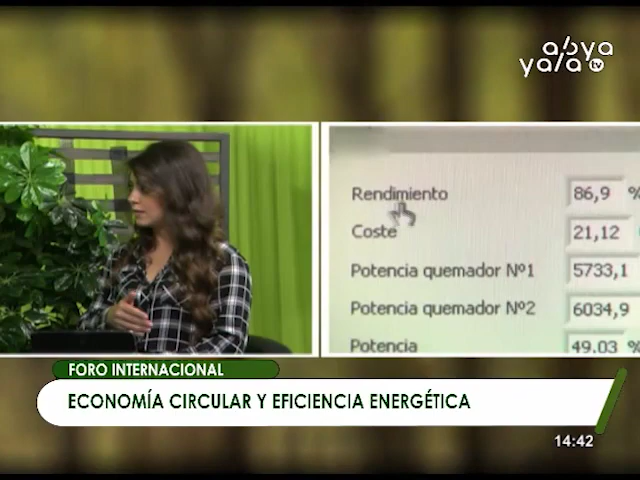 abya
yala tv
Rendimiento 86,9 %
Coste 21,12
Potencia quemador Nº1 5733,1
Potencia quemador Nº2 6034,9
Potencia 49.03 %
FORO INTERNACIONAL
ECONOMÍA CIRCULAR Y EFICIENCIA ENERGÉTICA
14:42